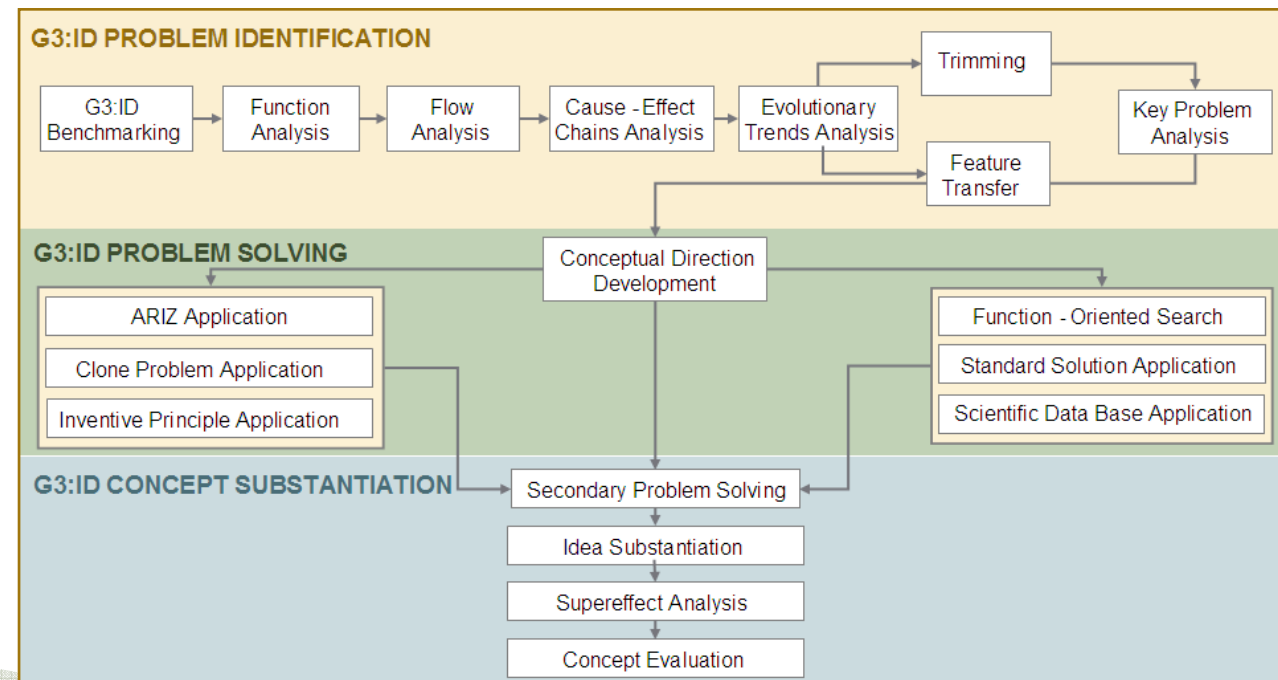 G3:ID PROBLEM IDENTIFICATION
Trimming
G3:ID
Benchmarking
Function
Analysis
Flow
Analysis
Cause - Effect
Chains Analysis
Evolutionary
Trends Analysis
Key Problem
Analysis
Feature
Transfer
G3:ID PROBLEM SOLVING
Conceptual Direction
Development
ARIZ Application
Clone Problem Application
Inventive Principle Application
Function - Oriented Search
Standard Solution Application
Scientific Data Base Application
G3:ID CONCEPT SUBSTANTIATION
Secondary Problem Solving
Idea Substantiation
Supereffect Analysis
Concept Evaluation